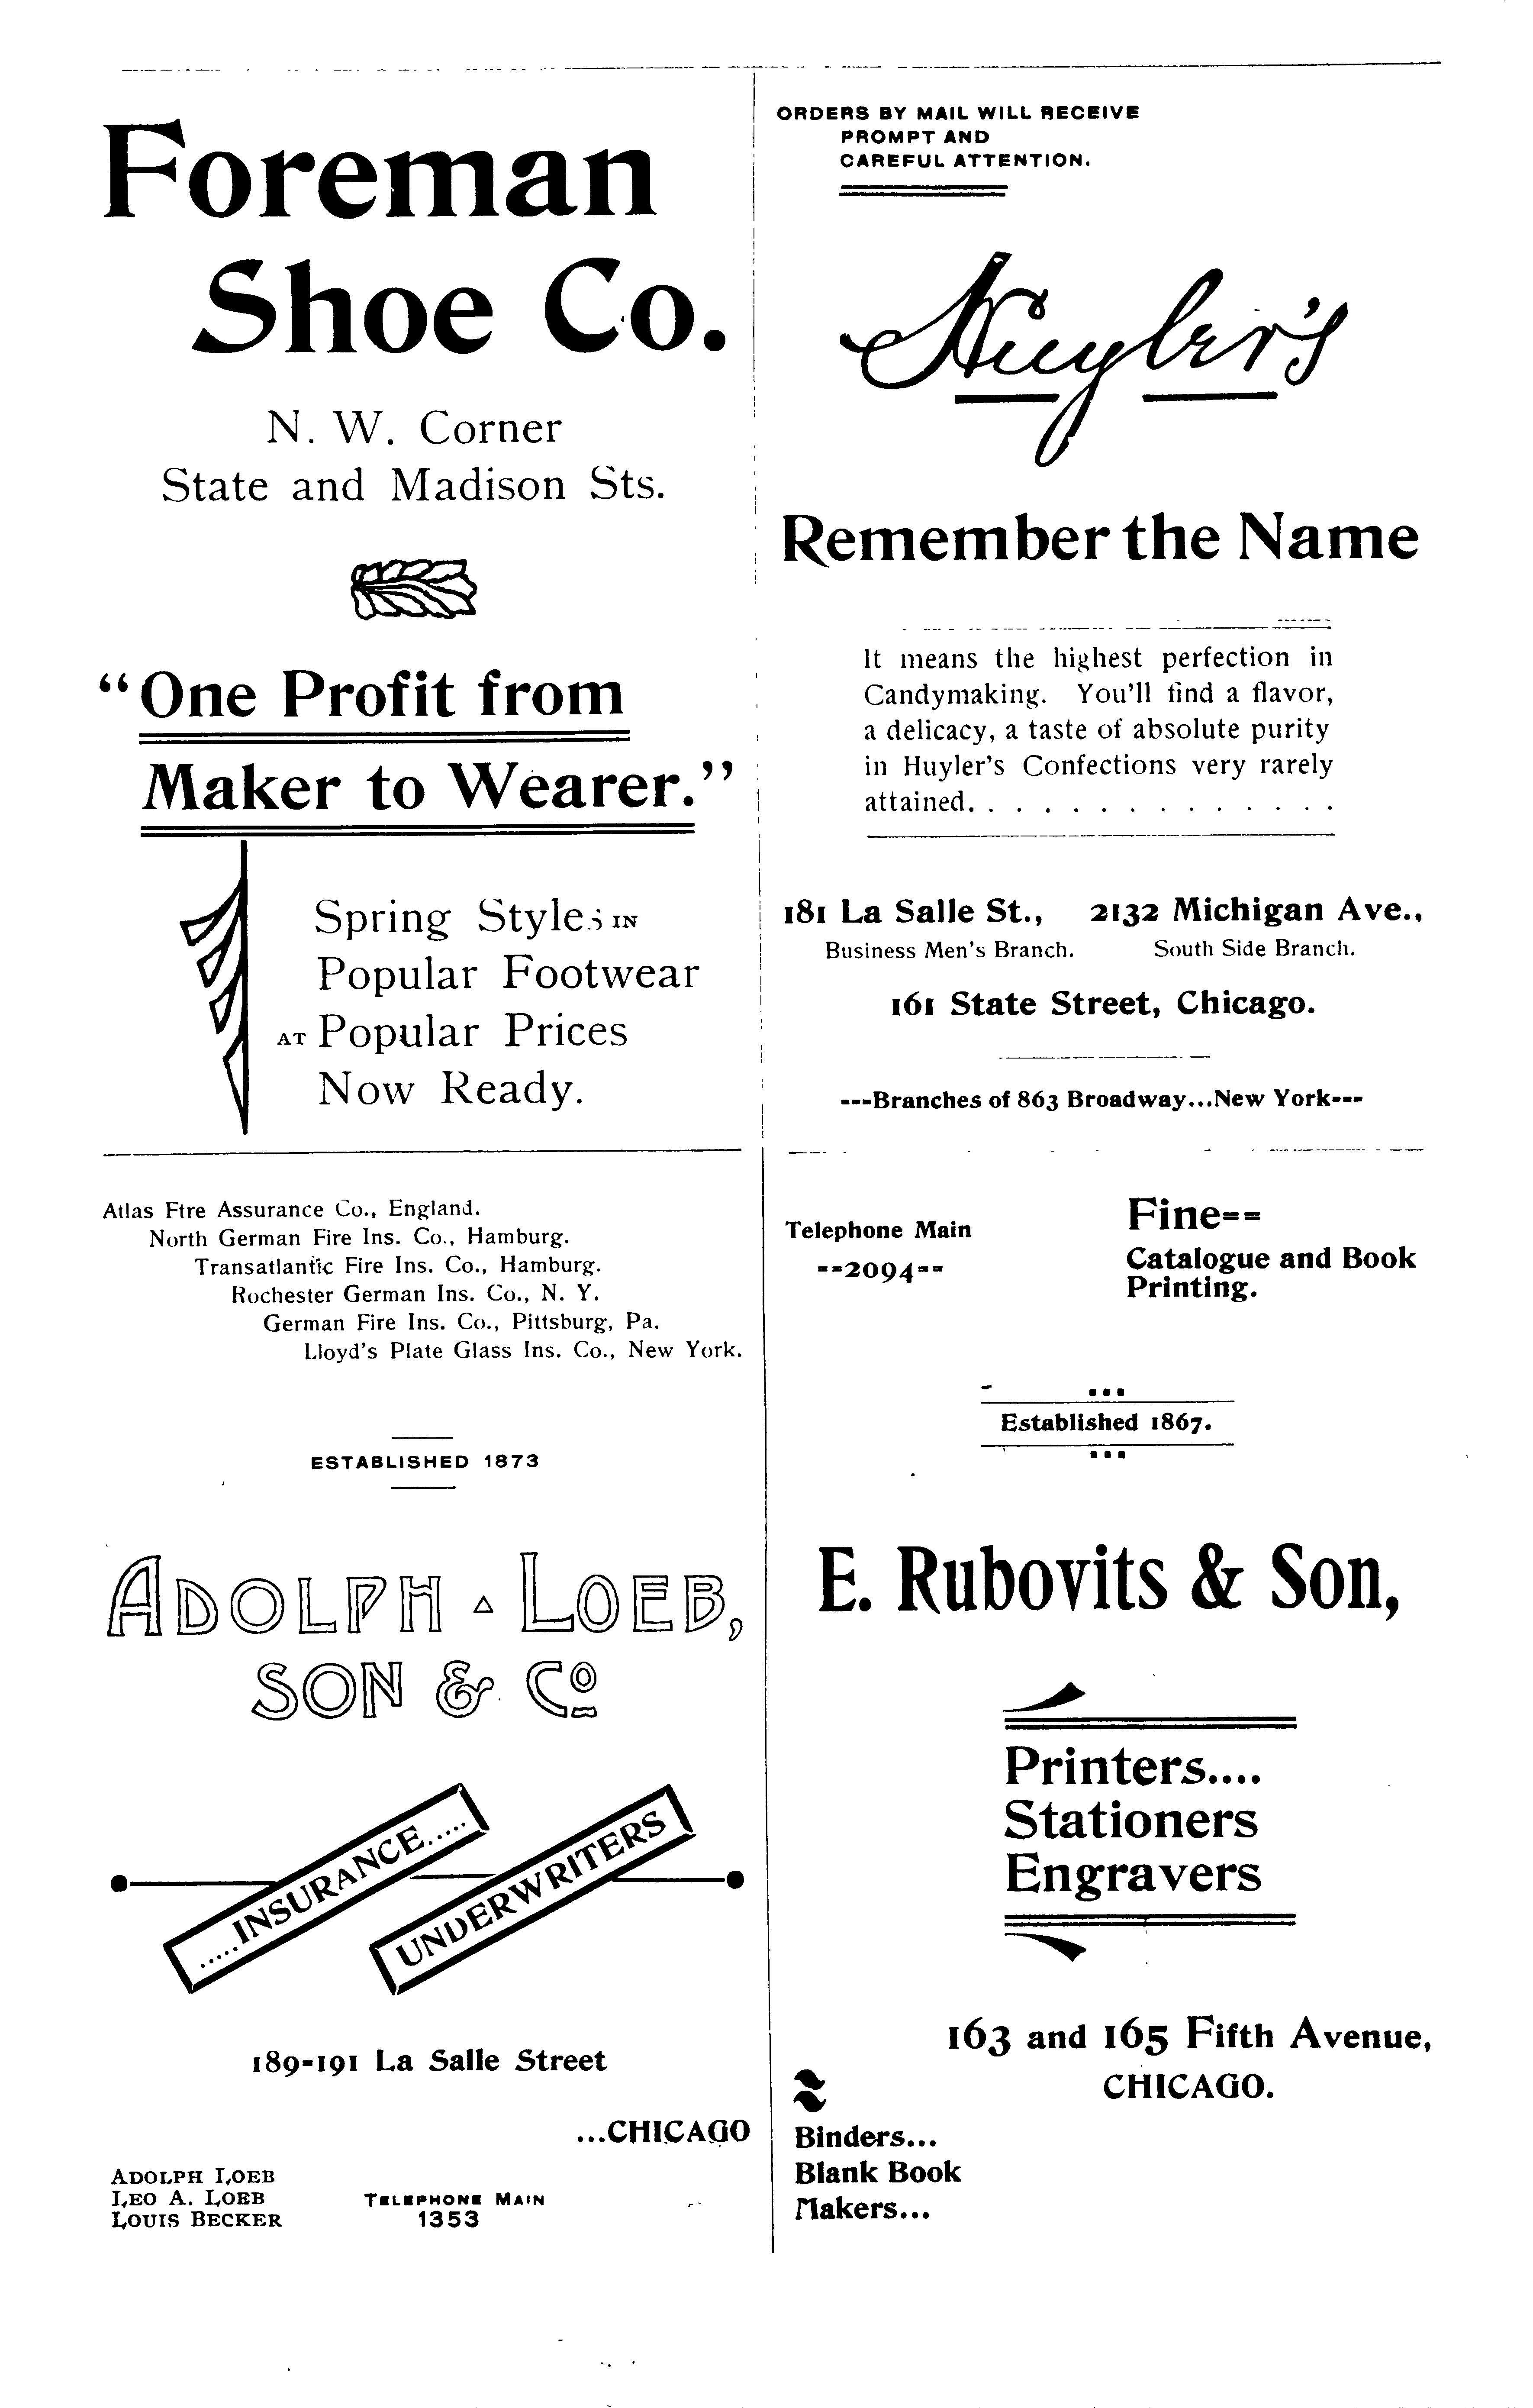 Foreman
Shoe Co.
N. W. Corner
State and Madison Sts.
“One Profit from
Maker to Wearer.”
Spring Styles IN
Popular Footwear
AT Popular Prices
Now Ready.
ORDERS BY MAIL WILL RECEIVE
PROMPT AND
CAREFUL ATTENTION.
Huyler's
Remember the Name
It means the highest perfection in
Candymaking. You'll find a flavor,
a delicacy, a taste of absolute purity
in Huyler's Confections very rarely
attained. . . . . . . . . . . . . .
181 La Salle St., 2132 Michigan Ave.,
Business Men's Branch. South Side Branch.
161 State Street, Chicago.
---Branches of 863 Broadway...New York---
Atlas Fire Assurance Co., England.
North German Fire Ins. Co., Hamburg.
Transatlantic Fire Ins. Co., Hamburg.
Rochester German Ins. Co., N. Y.
German Fire Ins. Co., Pittsburg, Pa.
Lloyd's Plate Glass Ins. Co., New York.
ESTABLISHED 1873
ADOLPH LOEB,
SON & Co
.....INSURANCE.....
UNDERWRITERS
189-191 La Salle Street
...CHICAGO
ADOLPH LOEB
LEO A. LOEB
LOUIS BECKER
TELEPHONE MAIN
1353
Telephone Main
--2094--
Fine--
Catalogue and Book
Printing.
Established 1867.
E. Rubovits & Son,
Printers....
Stationers
Engravers
163 and 165 Fifth Avenue,
CHICAGO.
Binders...
Blank Book
Makers...